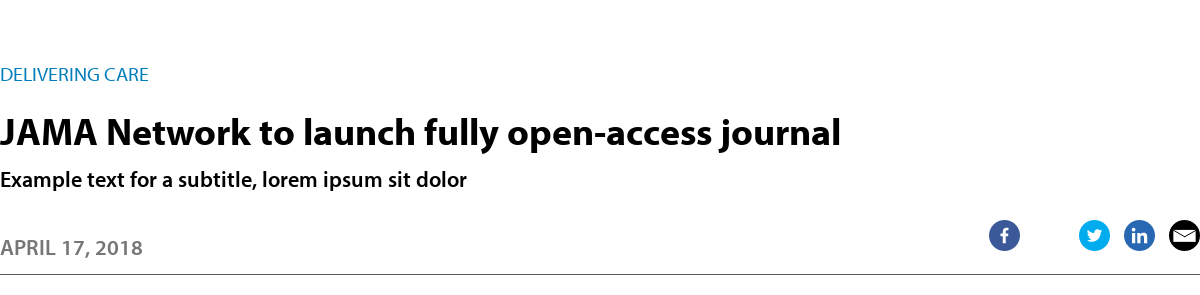 DELIVERING CARE
JAMA Network to launch fully open-access journal
Example text for a subtitle, lorem ipsum sit dolor
APRIL 17, 2018